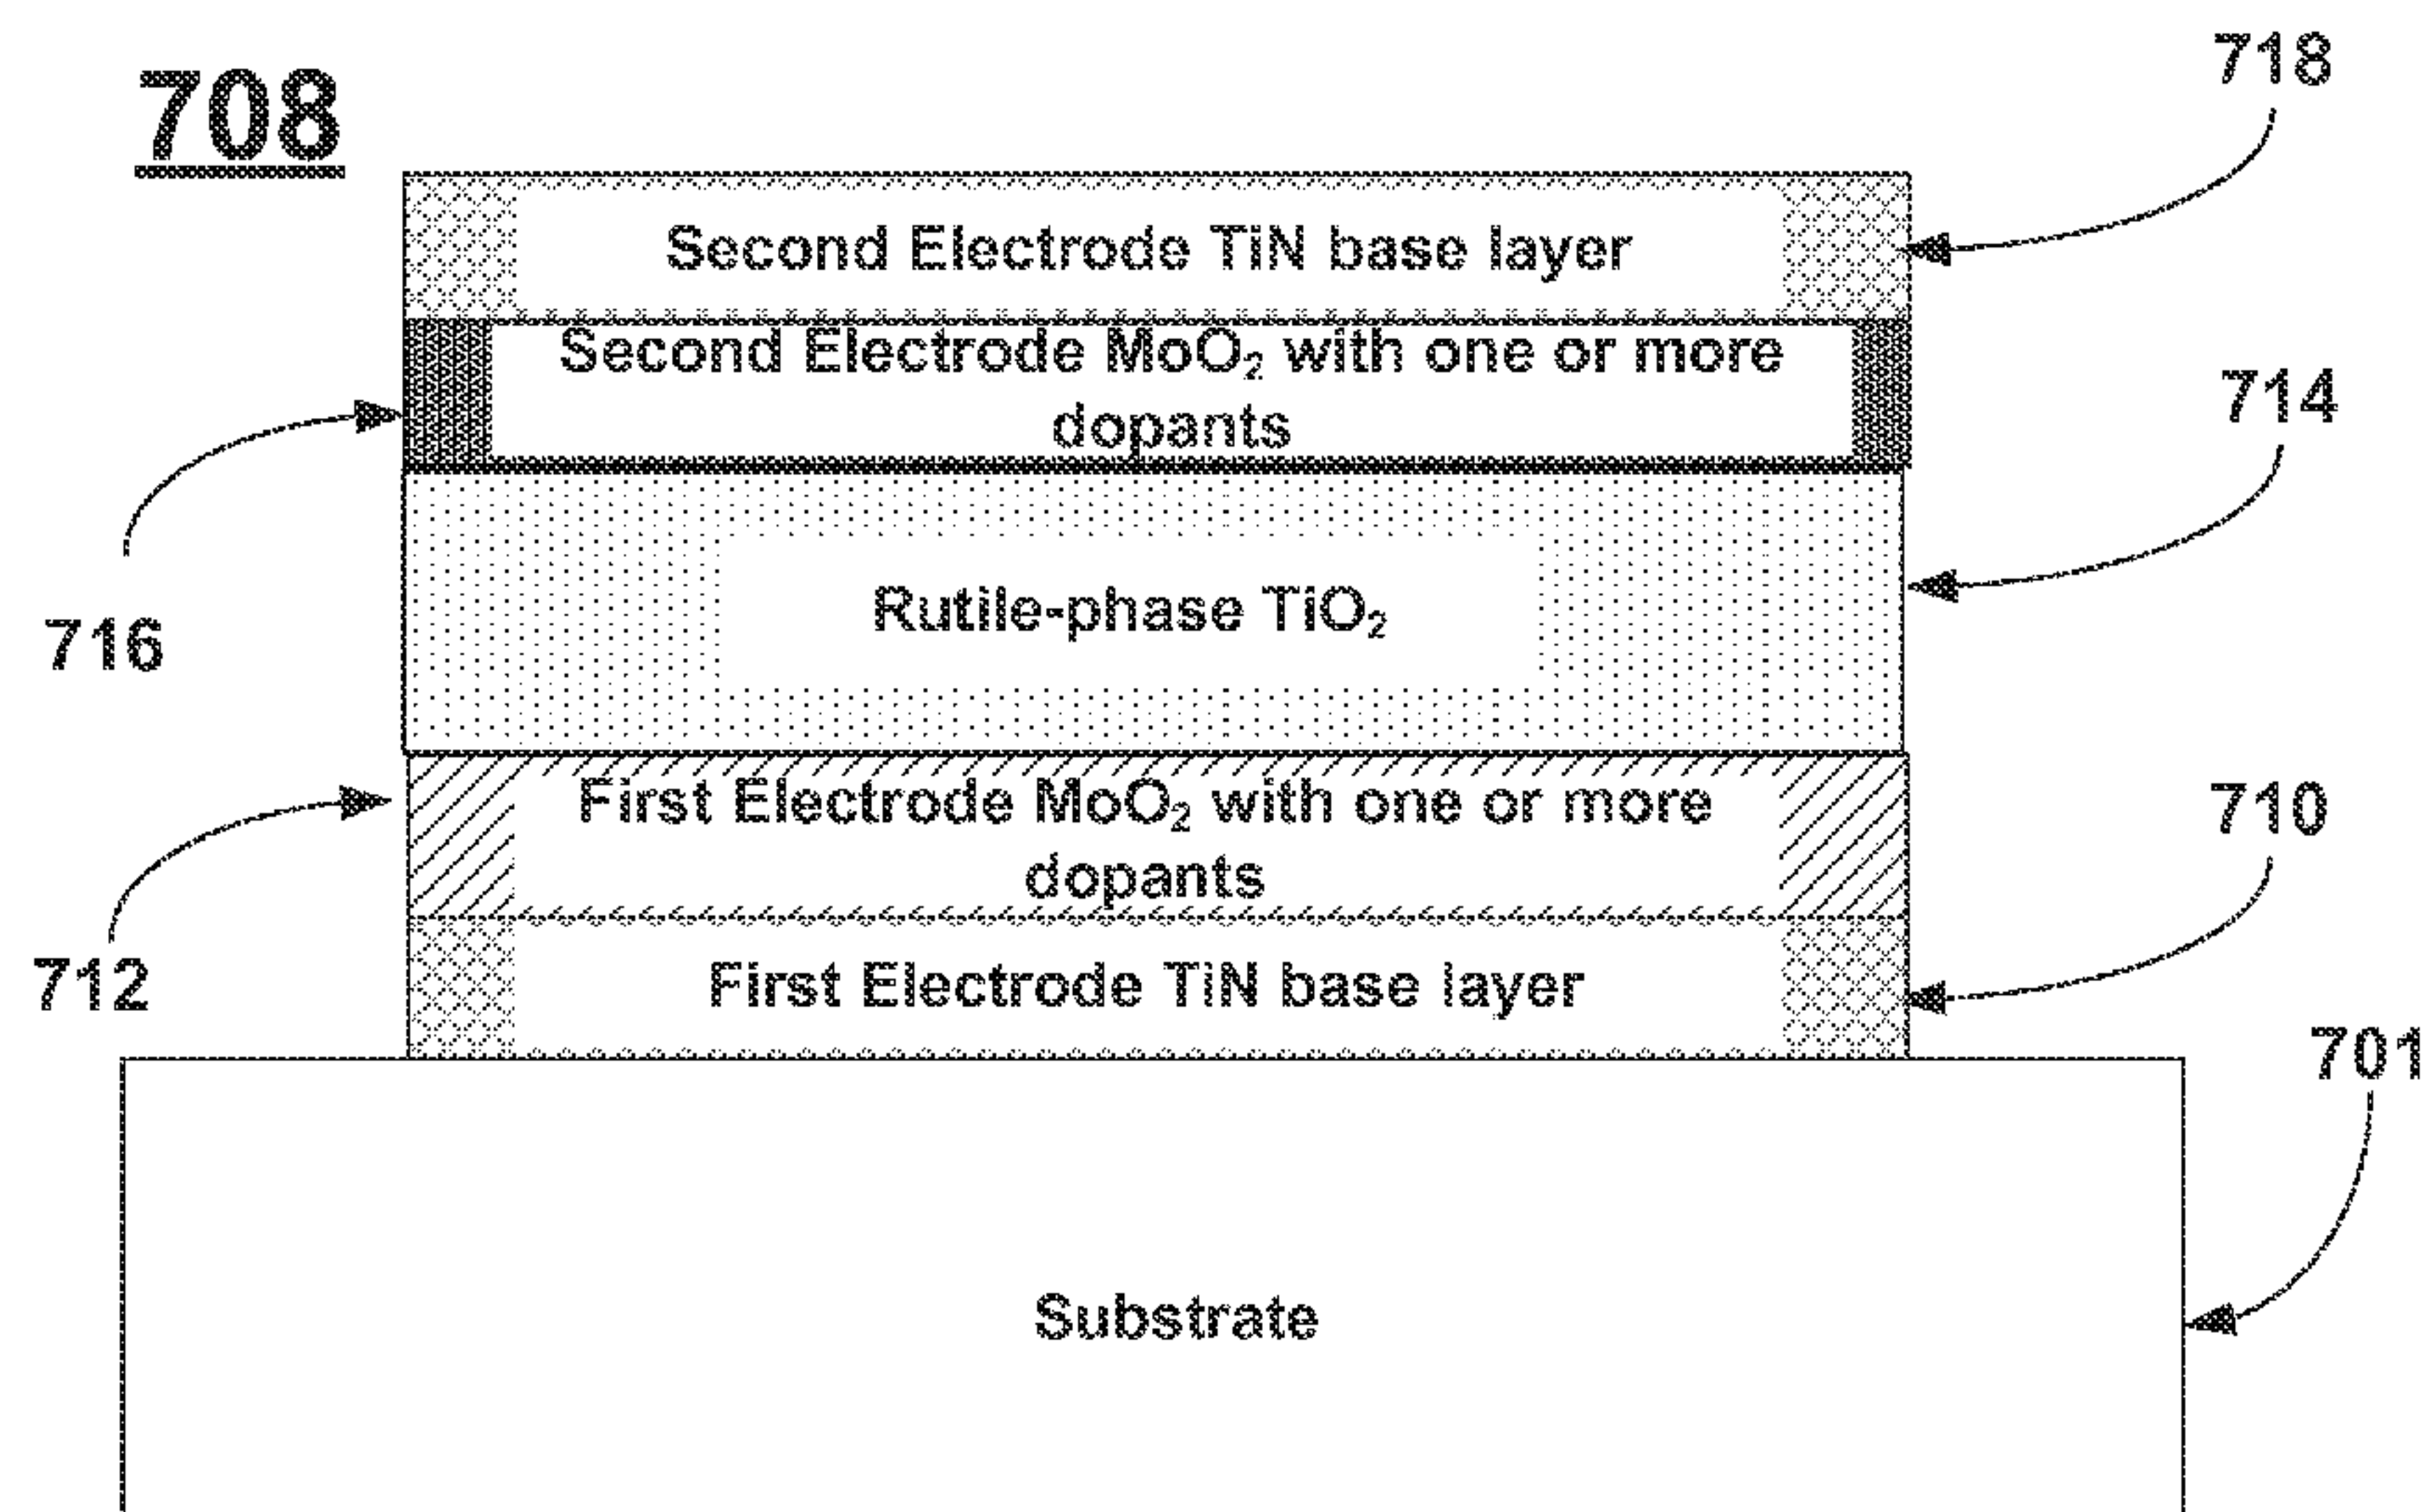 708
718
Second Electrode TiN base layer
Second Electrode MoO₂ with one or more
dopants
714
716
Rutile-phase TiO₂
First Electrode MoO₂ with one or more
dopants
710
712
First Electrode TiN base layer
701
Substrate